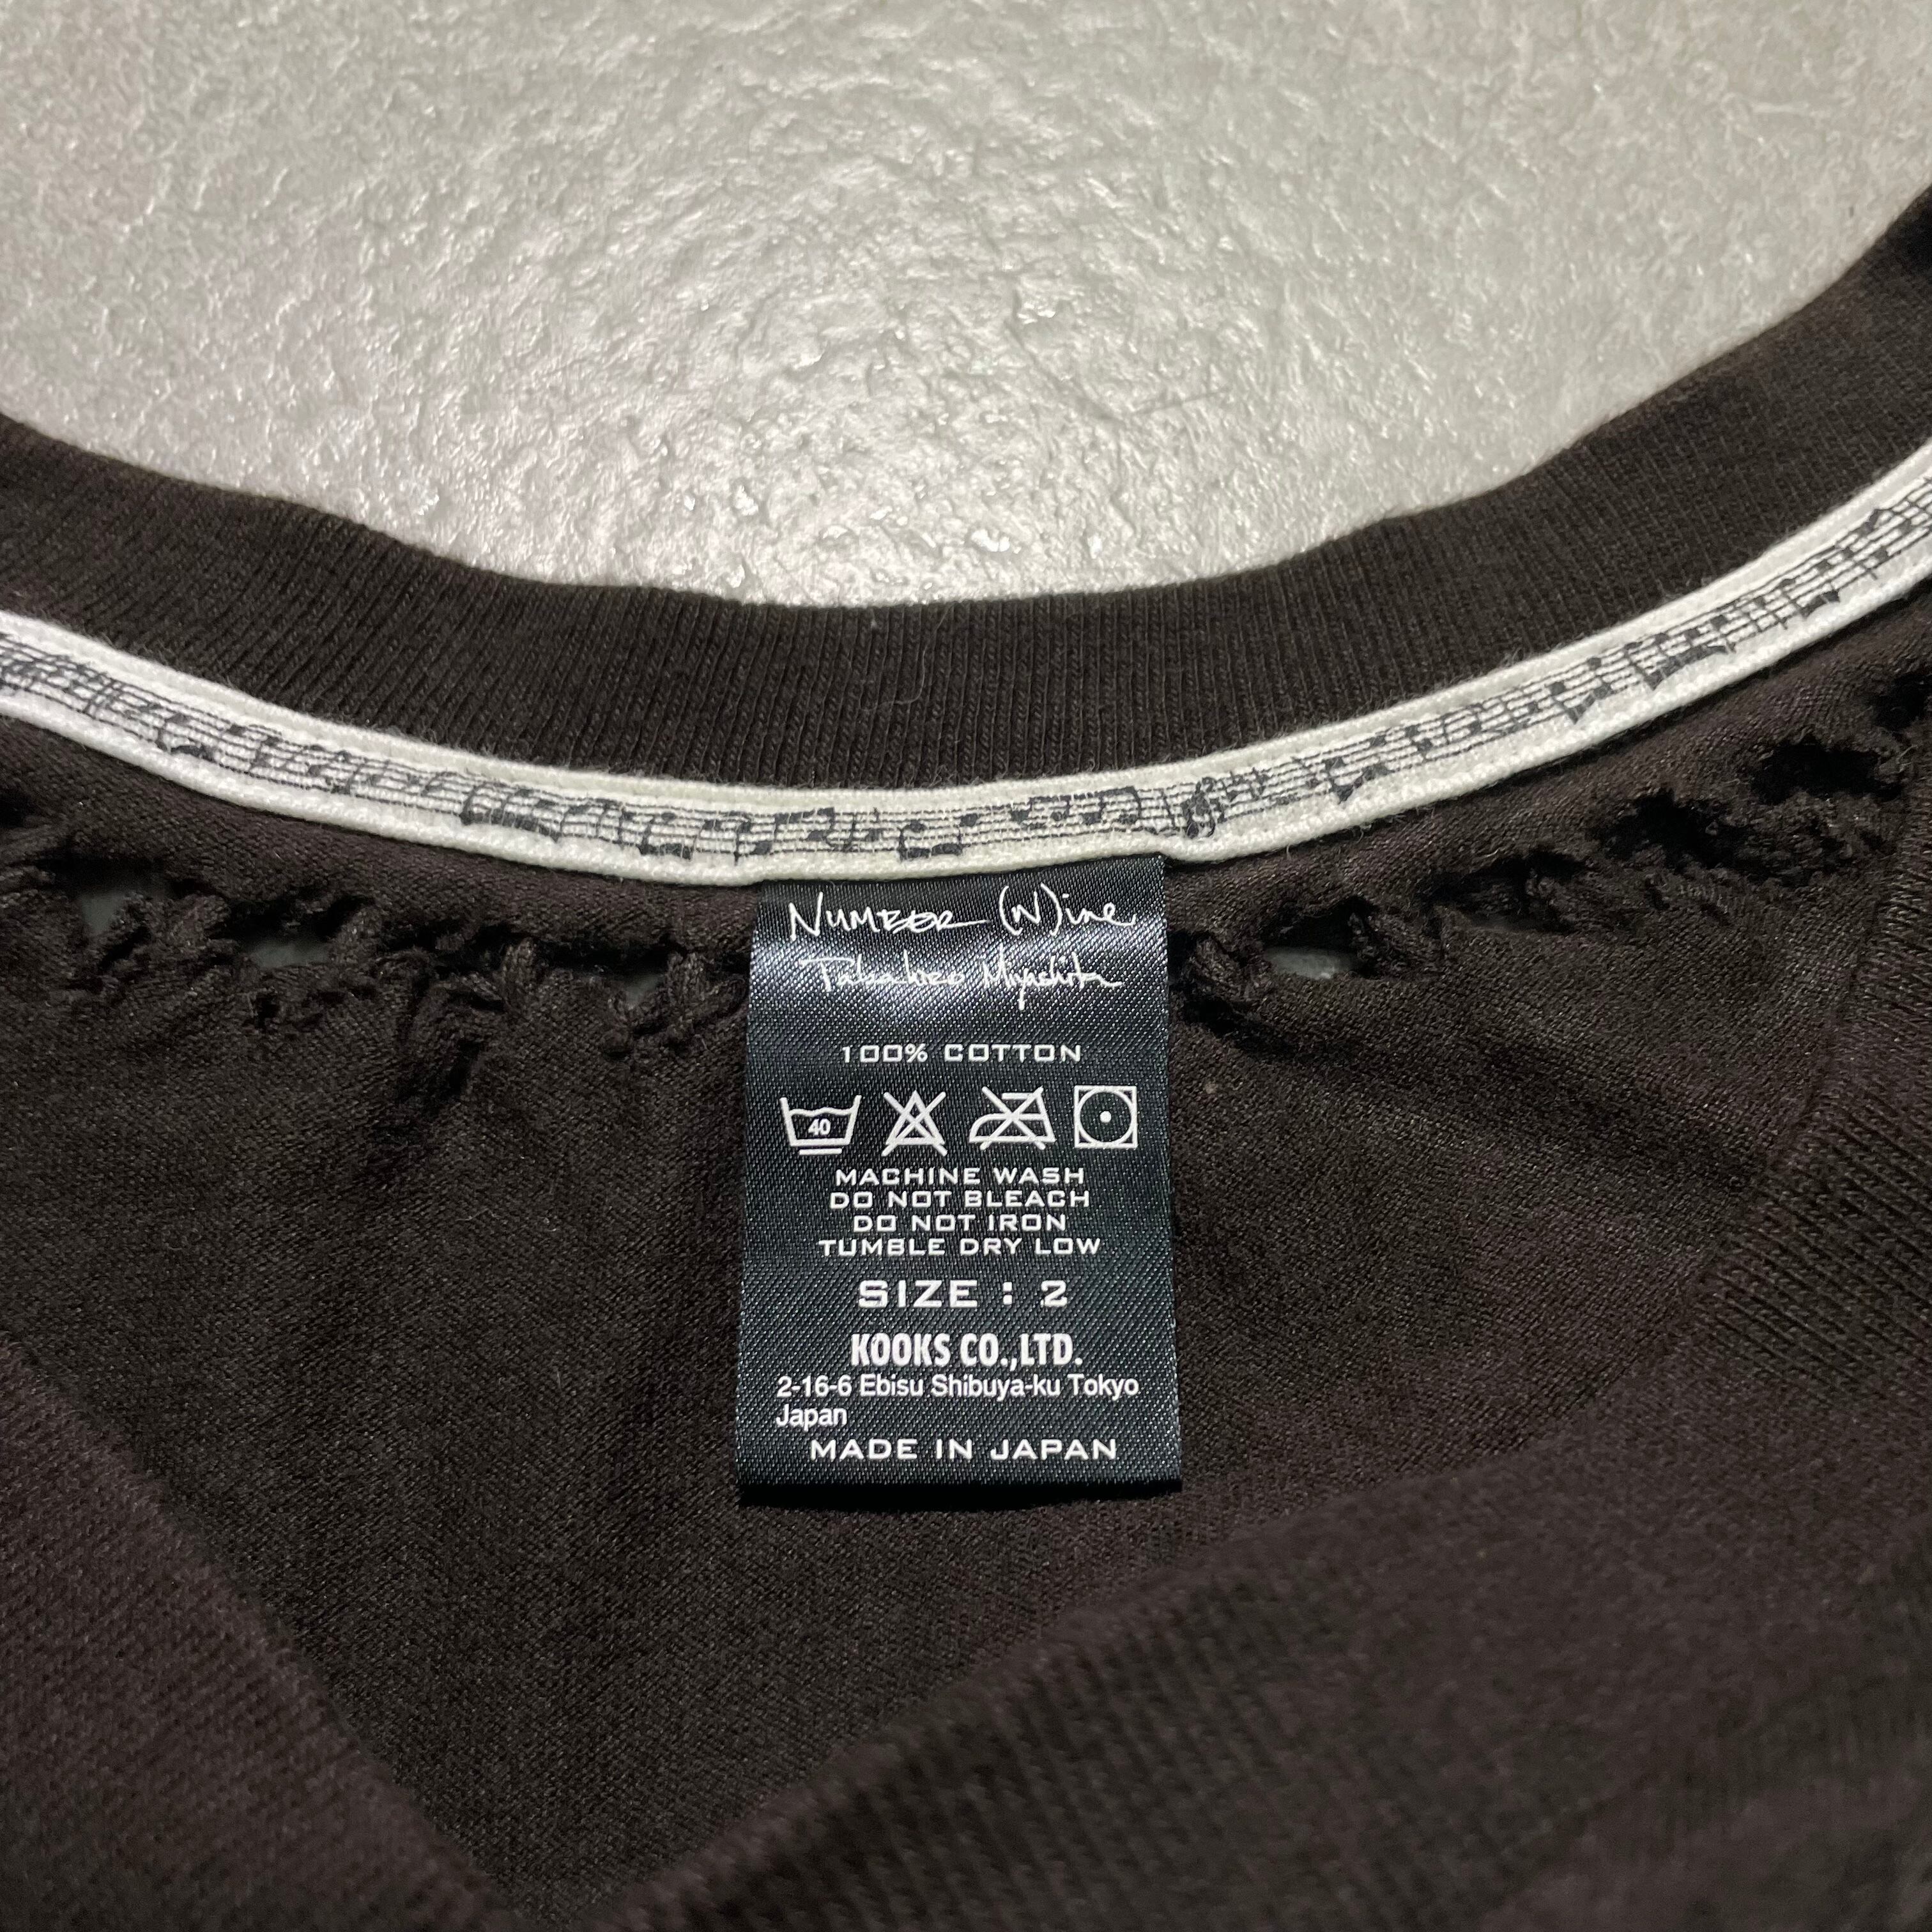 NUMBER (N)ine
Takahiro Miyashita
100% COTTON
40
MACHINE WASH
DO NOT BLEACH
DO NOT IRON
TUMBLE DRY LOW
SIZE : 2
KOOKS CO.,LTD.
2-16-6 Ebisu Shibuya-ku Tokyo
Japan
MADE IN JAPAN